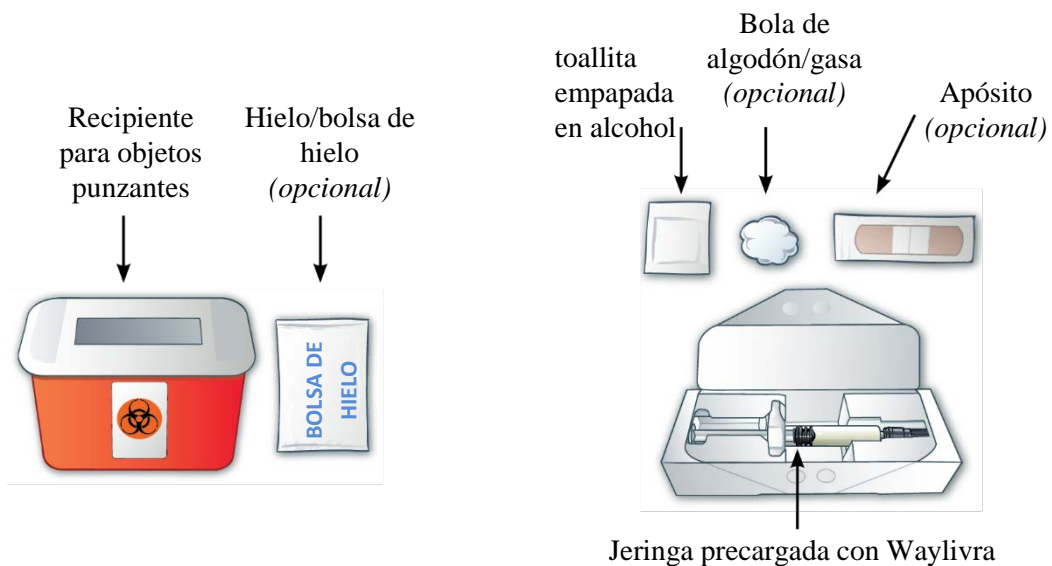 Recipiente
para objetos
punzantes
Hielo/bolsa de
hielo
(opcional)
BOLSA DE
HIELO
toallita
empapada
en alcohol
Bola de
algodón/gasa
(opcional)
Apósito
(opcional)
Jeringa precargada con Waylivra